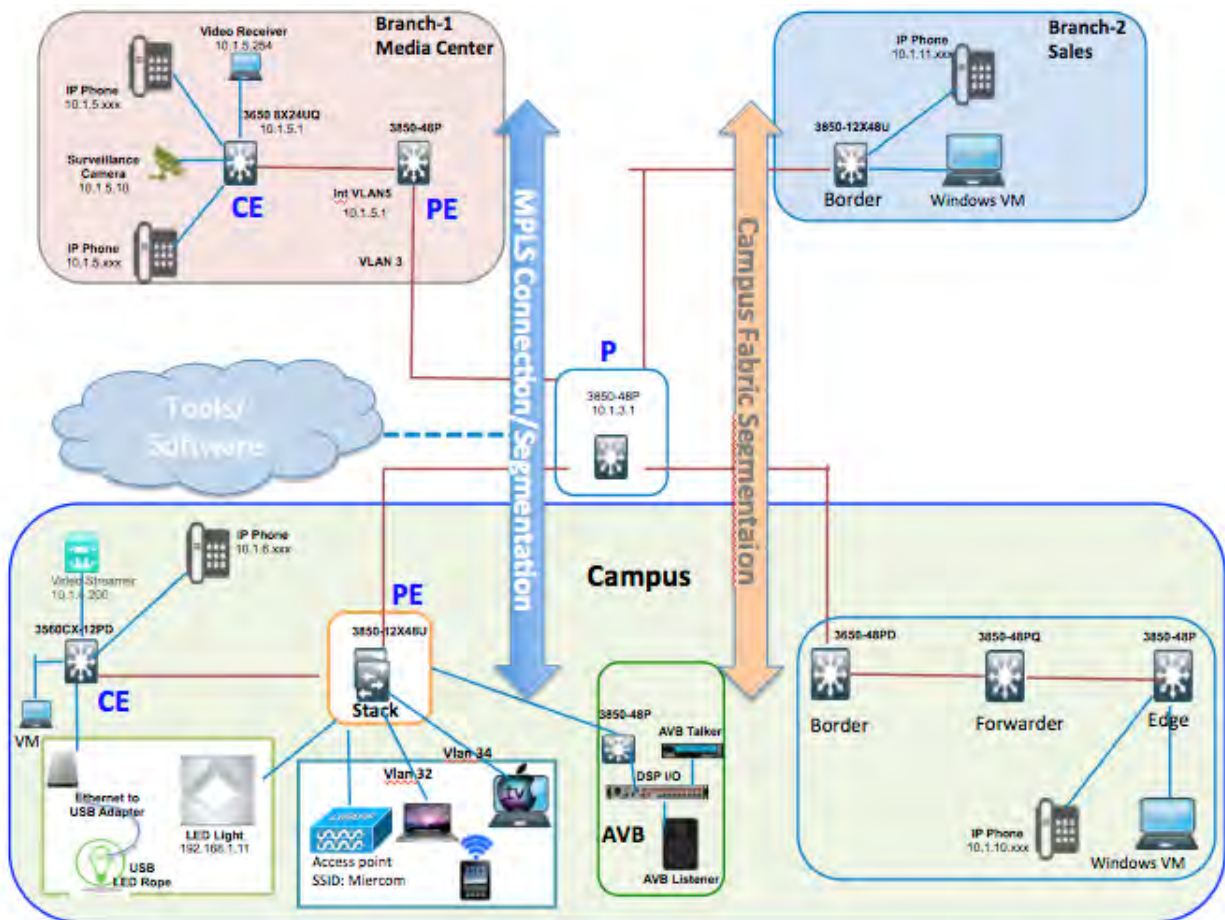 Branch-1
Media Center
Video Receiver
10.1.5.254
IP Phone
10.1.5.xxx
3650 8X24UQ
10.1.5.1
3850-48P
Surveillance
Camera
10.1.5.10
CE
Int VLAN5
10.1.5.1
PE
IP Phone
10.1.5.xxx
VLAN 3
Branch-2
Sales
IP Phone
10.1.11.xxx
3850-12X48U
Border
Windows VM
MPLS Connection/Segmentation
Campus Fabric Segmentaion
P
3850-48P
10.1.3.1
Tools/
Software
Campus
IP Phone
10.1.6.xxx
Video Streamer
3560CX-12PD
CE
VM
PE
3850-12X48U
Stack
Ethernet to
USB Adapter
USB
LED Rope
LED Light
192.168.1.11
Vlan 34
Vlan 32
TV
Access point
SSID: Miercom
3850-48P
AVB Talker
DSP I/O
AVB
AVB Listener
3650-48PD
Border
3850-48PQ
Forwarder
3850-48P
Edge
IP Phone
10.1.10.xxx
Windows VM